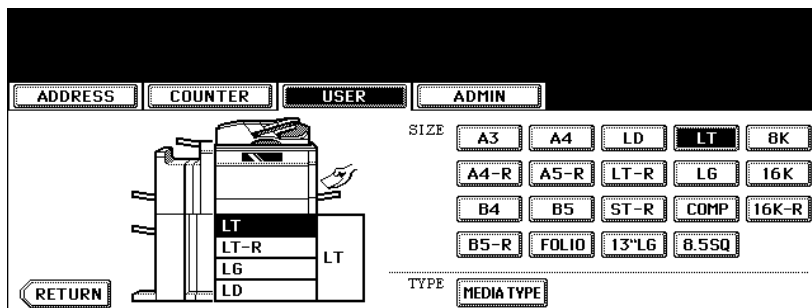 ADDRESS COUNTER USER ADMIN
SIZE A3 A4 LD LT 8K
A4-R A5-R LT-R LG 16K
B4 B5 ST-R COMP 16K-R
B5-R FOLIO 13"LG 8.5SQ
LT
LT-R
LG
LD
LT
TYPE MEDIA TYPE
RETURN